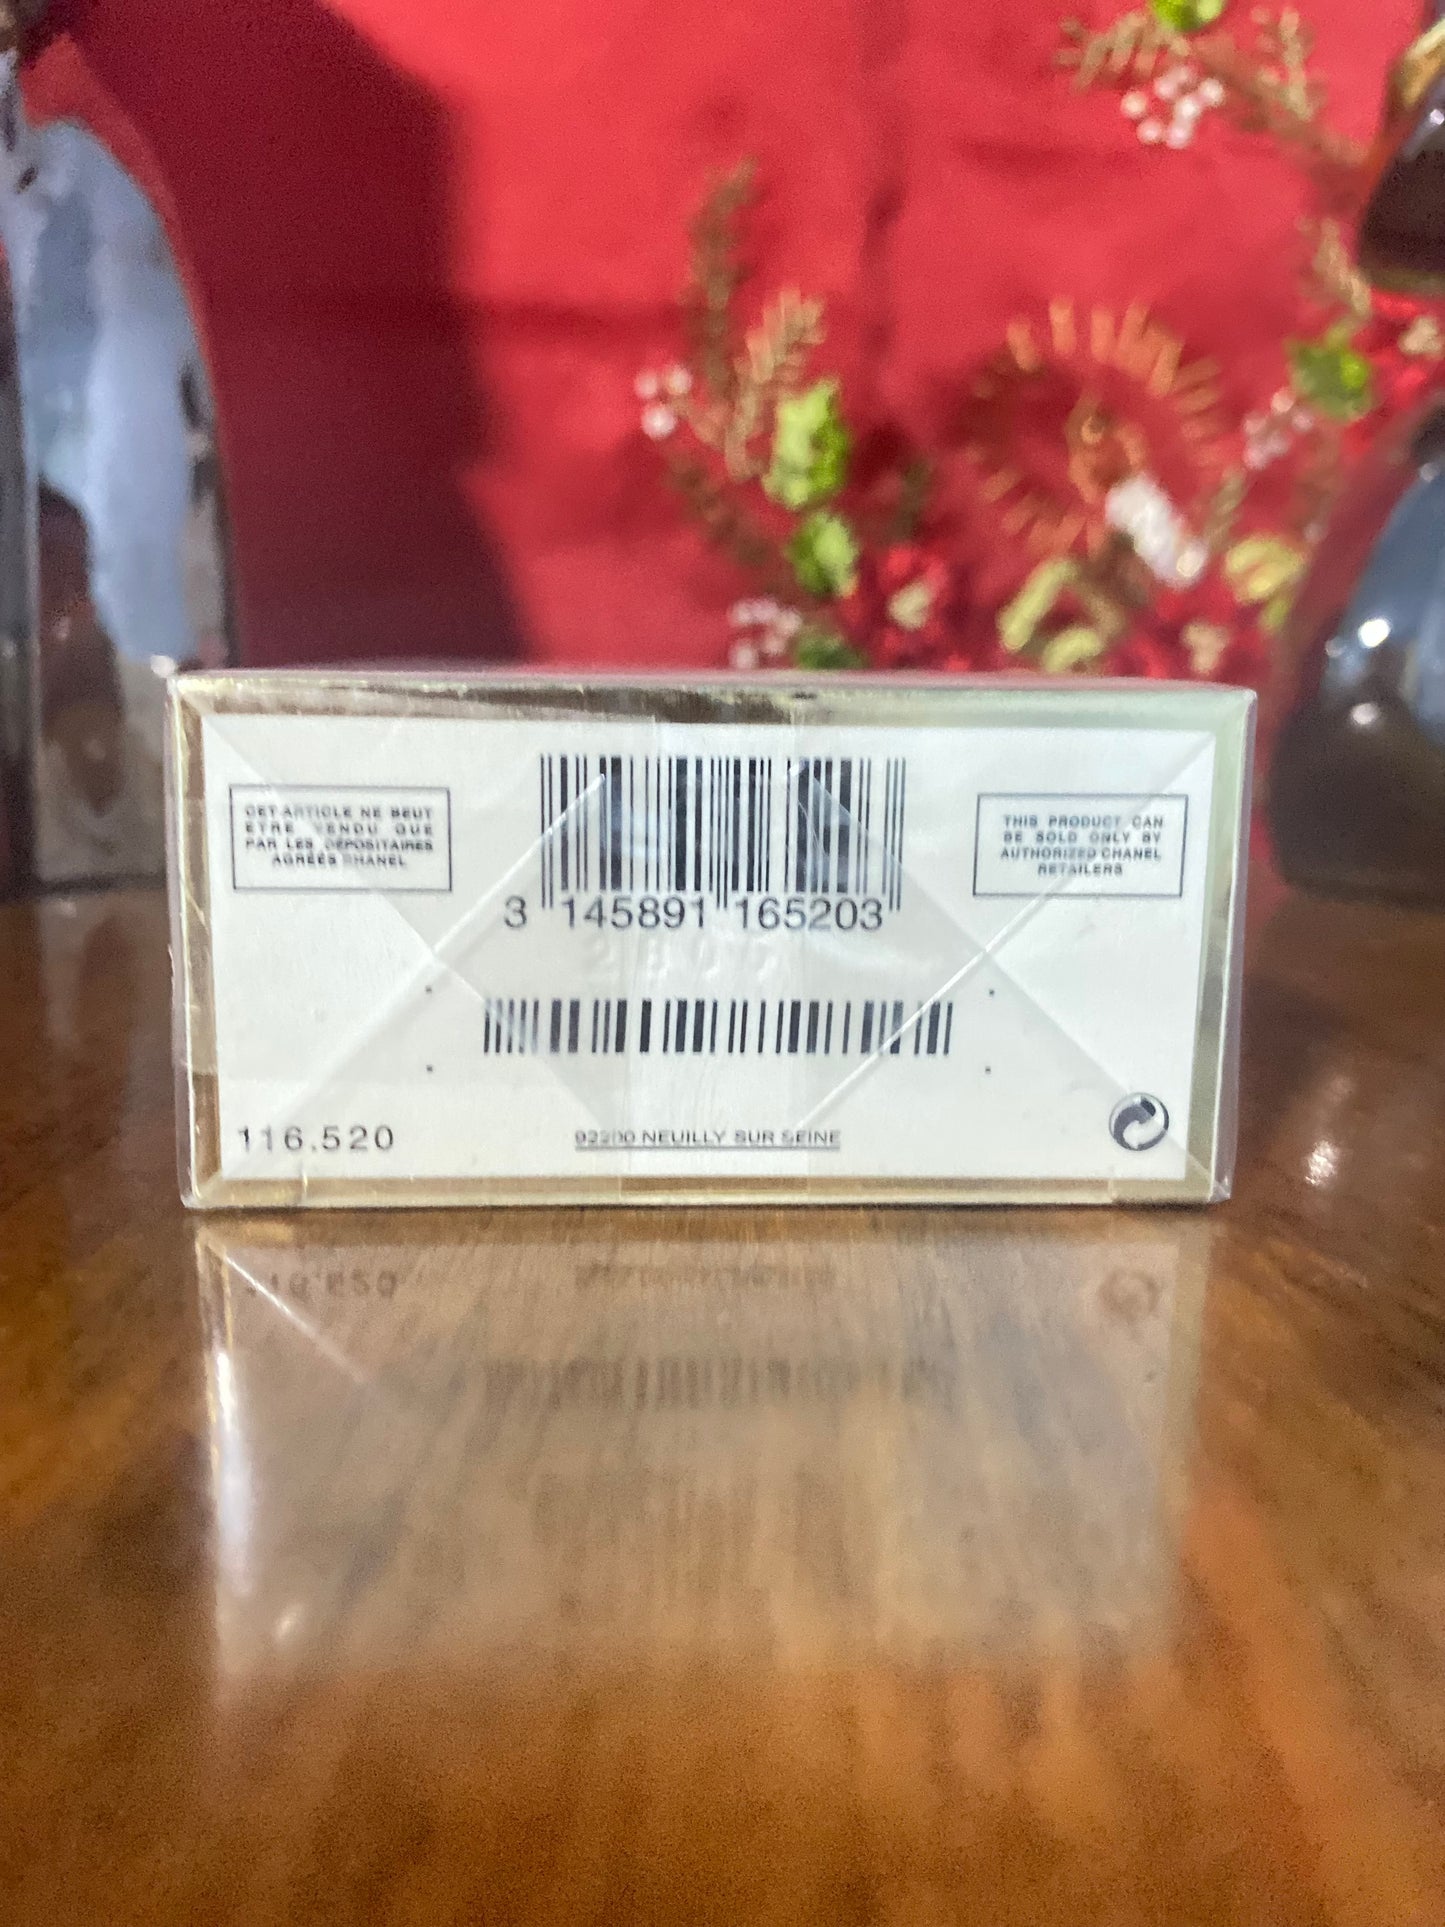 CET ARTICLE NE PEUT
ETRE VENDU QUE
PAR LES DEPOSITAIRES
AGRÉÉS CHANEL
THIS PRODUCT CAN
BE SOLD ONLY BY
AUTHORIZED CHANEL
RETAILERS
3 145891 165203
116.520
92200 NEUILLY SUR SEINE